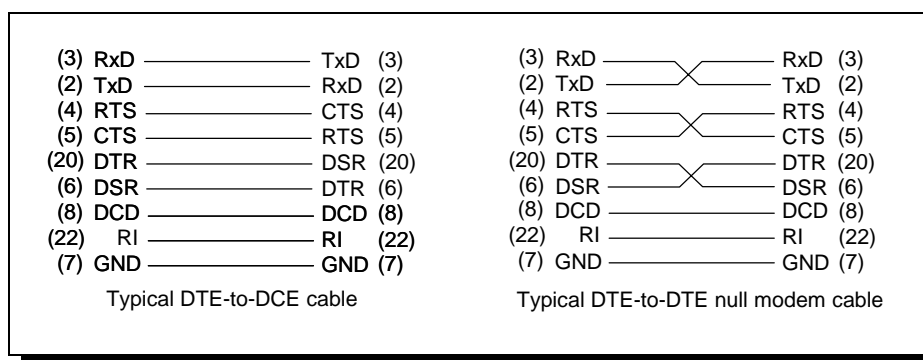 (3) RxD TxD (3)
(2) TxD RxD (2)
(4) RTS CTS (4)
(5) CTS RTS (5)
(20) DTR DSR (20)
(6) DSR DTR (6)
(8) DCD DCD (8)
(22) RI RI (22)
(7) GND GND (7)
Typical DTE-to-DCE cable
(3) RxD RxD (3)
(2) TxD TxD (2)
(4) RTS RTS (4)
(5) CTS CTS (5)
(20) DTR DTR (20)
(6) DSR DSR (6)
(8) DCD DCD (8)
(22) RI RI (22)
(7) GND GND (7)
Typical DTE-to-DTE null modem cable